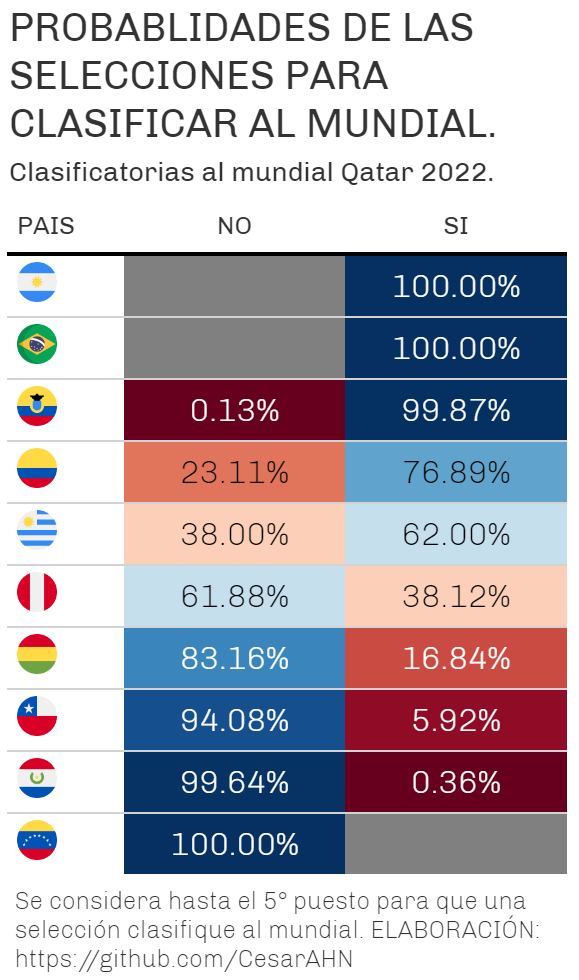 PROBABLIDADES DE LAS
SELECCIONES PARA
CLASIFICAR AL MUNDIAL.
Clasificatorias al mundial Qatar 2022.
PAIS NO SI
100.00%
100.00%
0.13% 99.87%
23.11% 76.89%
38.00% 62.00%
61.88% 38.12%
83.16% 16.84%
94.08% 5.92%
99.64% 0.36%
100.00%
Se considera hasta el 5° puesto para que una
selección clasifique al mundial. ELABORACIÓN:
https://github.com/CesarAHN